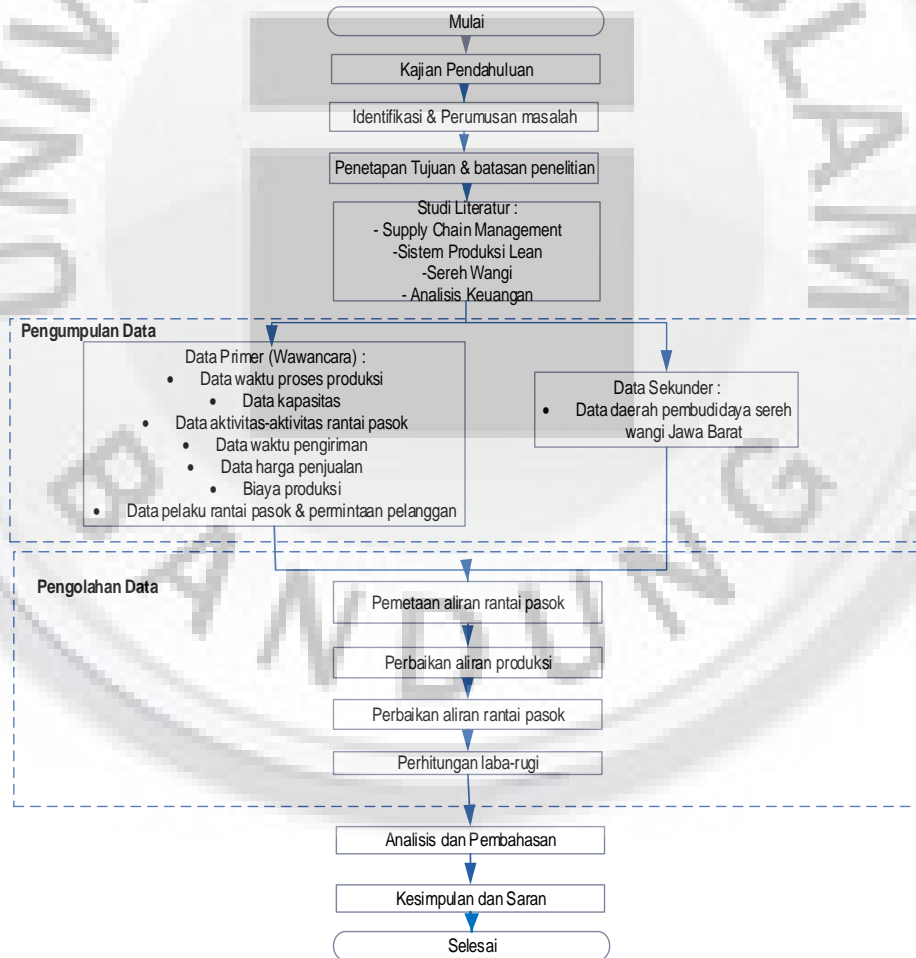 Mulai
Kajian Pendahuluan
Identifikasi & Perumusan masalah
Penetapan Tujuan & batasan penelitian
Studi Literatur :
- Supply Chain Management
-Sistem Produksi Lean
-Sereh Wangi
- Analisis Keuangan
Pengumpulan Data
Data Primer (Wawancara) :
• Data waktu proses produksi
• Data kapasitas
• Data aktivitas-aktivitas rantai pasok
• Data waktu pengiriman
• Data harga penjualan
• Biaya produksi
• Data pelaku rantai pasok & permintaan pelanggan
Data Sekunder :
• Data daerah pembudidaya sereh
wangi Jawa Barat
Pengolahan Data
Pemetaan aliran rantai pasok
Perbaikan aliran produksi
Perbaikan aliran rantai pasok
Perhitungan laba-rugi
Analisis dan Pembahasan
Kesimpulan dan Saran
Selesai
BANDUNG